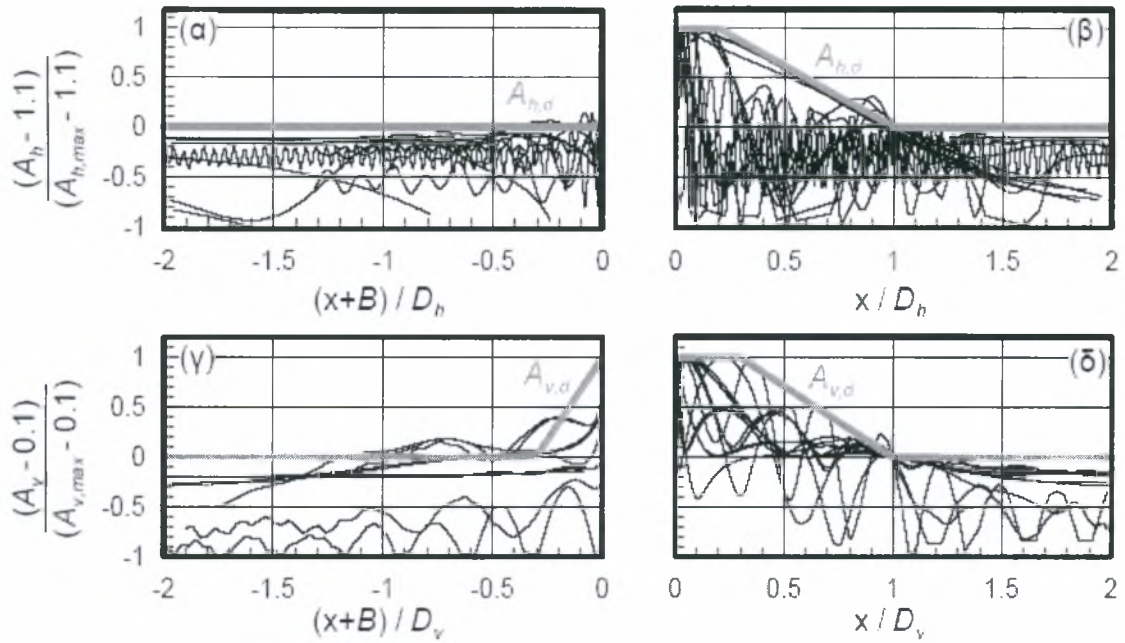 (α)
(A_h - 1.1)
(A_h,max - 1.1)
1
0.5
0
-0.5
-1
A_h,d
-2 -1.5 -1 -0.5 0
(x+B) / D_h
(β)
A_h,d
0 0.5 1 1.5 2
x / D_h
(γ)
(A_v - 0.1)
(A_v,max - 0.1)
1
0.5
0
-0.5
-1
A_v,d
-2 -1.5 -1 -0.5 0
(x+B) / D_v
(δ)
A_v,d
0 0.5 1 1.5 2
x / D_v